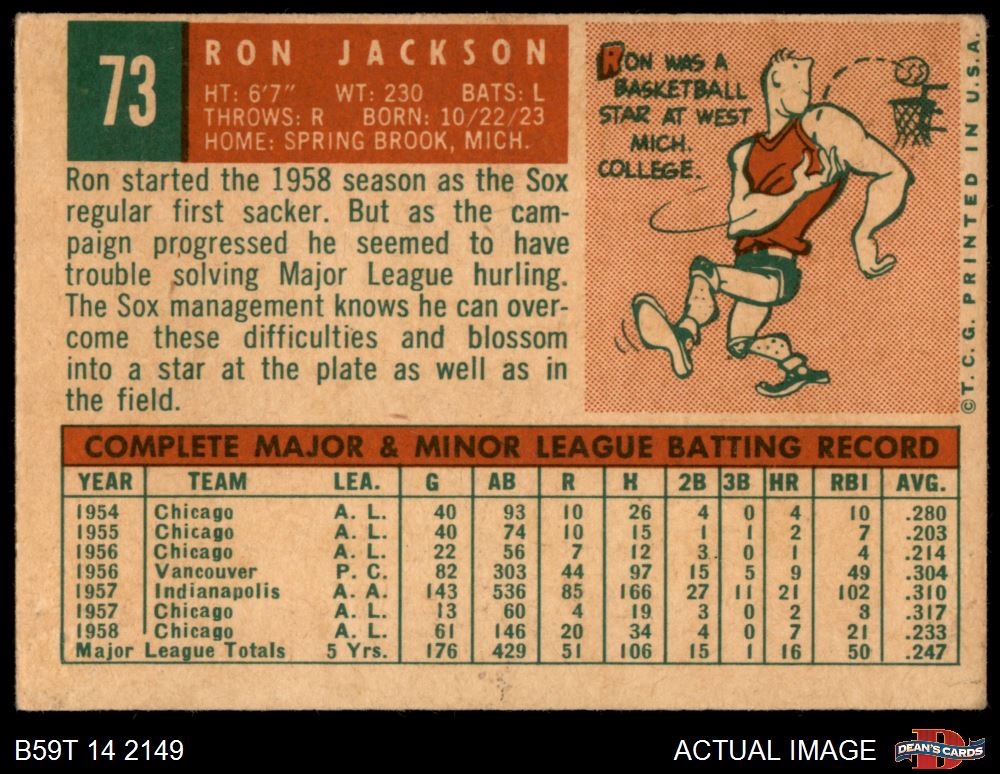 73
RON JACKSON
HT: 6'7" WT: 230 BATS: L
THROWS: R BORN: 10/22/23
HOME: SPRING BROOK, MICH.
Ron started the 1958 season as the Sox
regular first sacker. But as the cam-
paign progressed he seemed to have
trouble solving Major League hurling.
The Sox management knows he can over-
come these difficulties and blossom
into a star at the plate as well as in
the field.
RON WAS A
BASKETBALL
STAR AT WEST
MICH.
COLLEGE.
©T.C.G. PRINTED IN U.S.A.
COMPLETE MAJOR & MINOR LEAGUE BATTING RECORD
YEAR TEAM LEA. G AB R H 2B 3B HR RBI AVG.
1954 Chicago A. L. 40 93 10 26 4 0 4 10 .280
1955 Chicago A. L. 40 74 10 15 1 1 2 7 .203
1956 Chicago A. L. 22 56 7 12 3 0 1 4 .214
1956 Vancouver P. C. 82 303 44 97 15 5 9 49 .304
1957 Indianapolis A. A. 143 536 85 166 27 11 21 102 .310
1957 Chicago A. L. 13 60 4 19 3 0 2 8 .317
1958 Chicago A. L. 61 146 20 34 4 0 7 21 .233
Major League Totals 5 Yrs. 176 429 51 106 15 1 16 50 .247
B59T 14 2149
ACTUAL IMAGE
DEAN'S CARDS